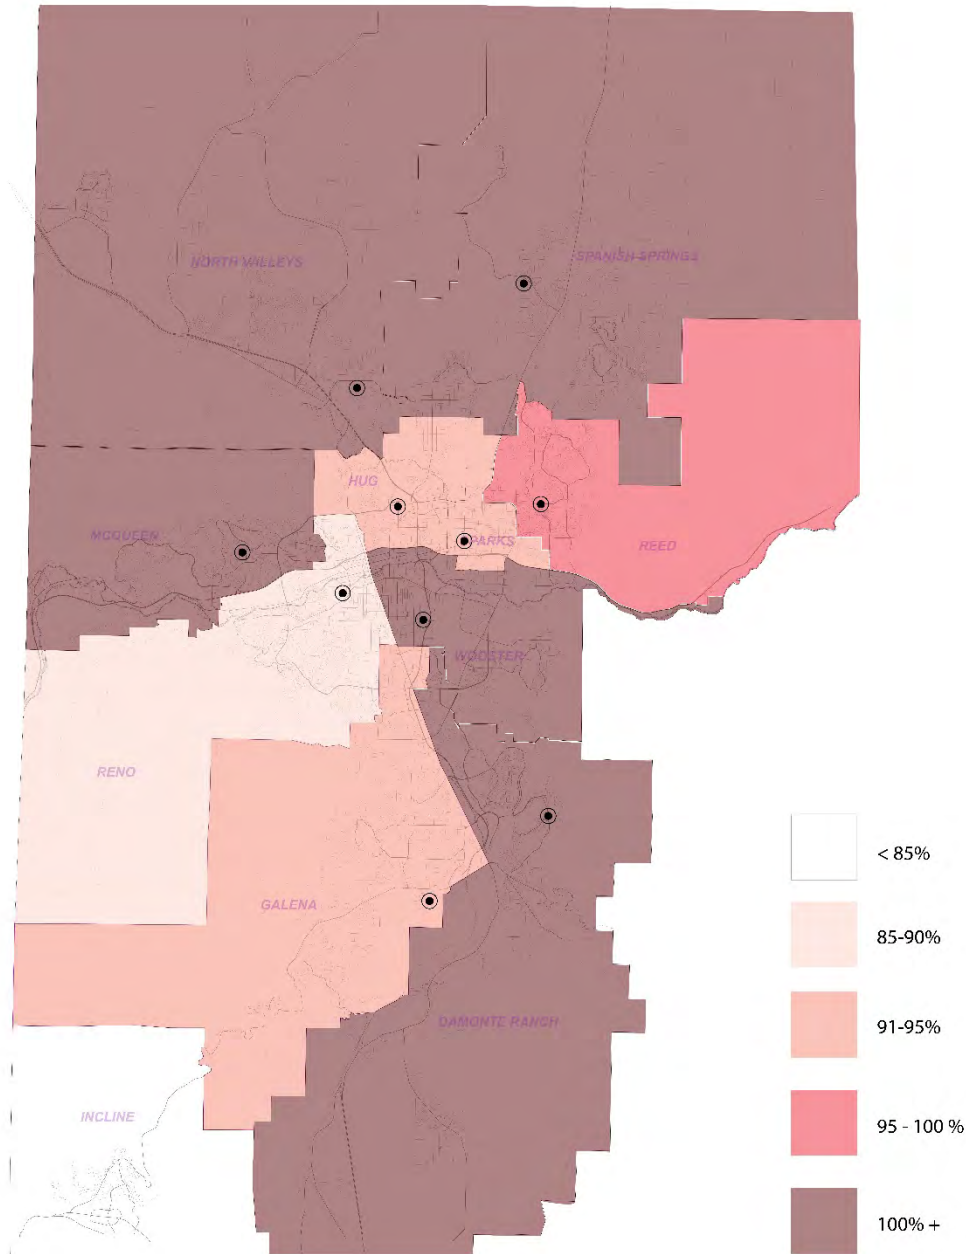 SPANISH SPRINGS
NORTH VALLEYS
HUG
MCQUEEN
PARKS
REED
WOOSTER
RENO
GALENA
DAMONTE RANCH
INCLINE
< 85%
85-90%
91-95%
95 - 100 %
100% +